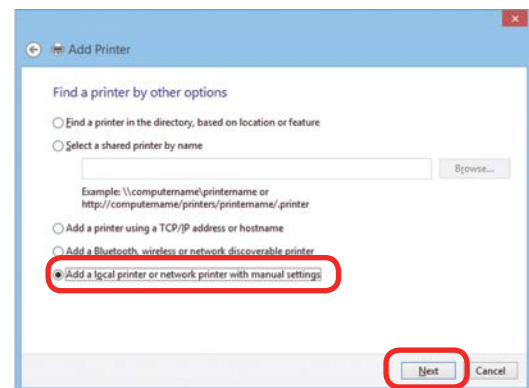 Add Printer
Find a printer by other options
Find a printer in the directory, based on location or feature
Select a shared printer by name
Browse...
Example: \\computername\printername or
http://computername/printers/printername/.printer
Add a printer using a TCP/IP address or hostname
Add a Bluetooth, wireless or network discoverable printer
Add a local printer or network printer with manual settings
Next Cancel